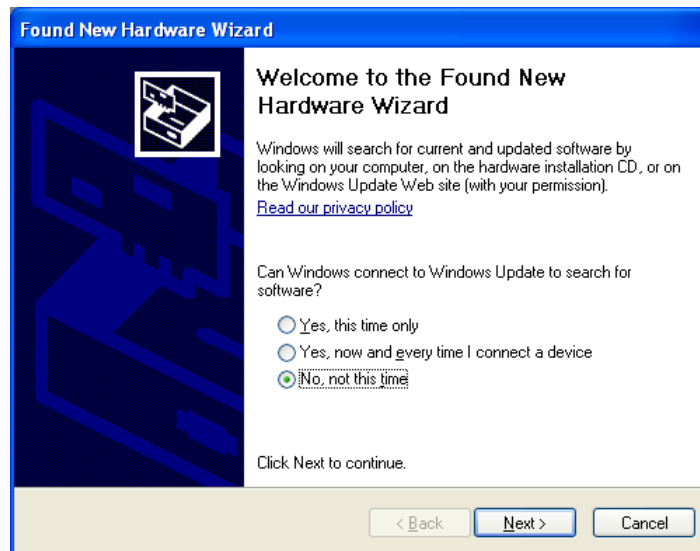 Found New Hardware Wizard
Welcome to the Found New
Hardware Wizard
Windows will search for current and updated software by
looking on your computer, on the hardware installation CD, or on
the Windows Update Web site (with your permission).
Read our privacy policy
Can Windows connect to Windows Update to search for
software?
Yes, this time only
Yes, now and every time I connect a device
No, not this time
Click Next to continue.
< Back Next > Cancel